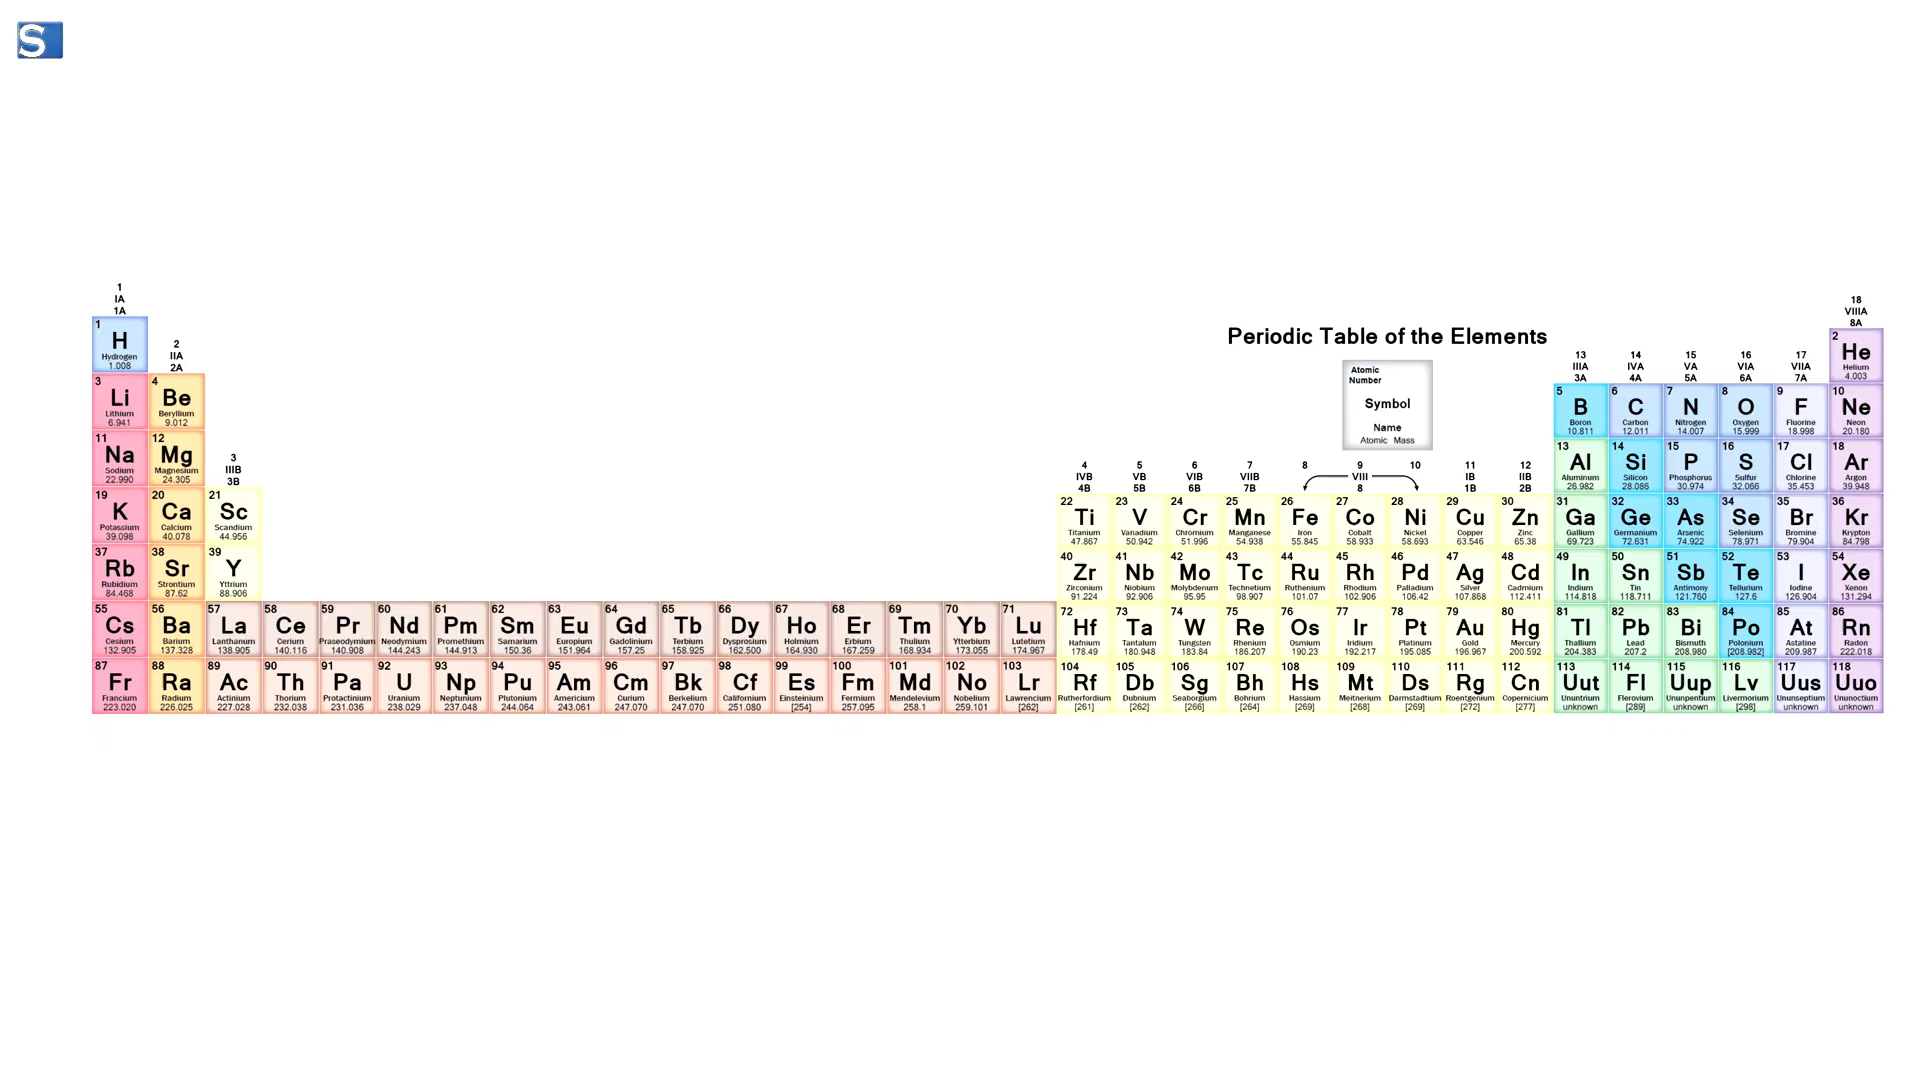 S
1
IA
1A
18
VIIIA
8A
Periodic Table of the Elements
1
H
Hydrogen
1.008
2
IIA
2A
13
IIIA
3A
14
IVA
4A
15
VA
5A
16
VIA
6A
17
VIIA
7A
2
He
Helium
4.003
Atomic
Number
Symbol
Name
Atomic Mass
3
Li
Lithium
6.941
4
Be
Beryllium
9.012
5
B
Boron
10.811
6
C
Carbon
12.011
7
N
Nitrogen
14.007
8
O
Oxygen
15.999
9
F
Fluorine
18.998
10
Ne
Neon
20.180
11
Na
Sodium
22.990
12
Mg
Magnesium
24.305
3
IIIB
3B
4
IVB
4B
5
VB
5B
6
VIB
6B
7
VIIB
7B
8
9
10
VIII
8
11
IB
1B
12
IIB
2B
13
Al
Aluminum
26.982
14
Si
Silicon
28.086
15
P
Phosphorus
30.974
16
S
Sulfur
32.066
17
Cl
Chlorine
35.453
18
Ar
Argon
39.948
19
K
Potassium
39.098
20
Ca
Calcium
40.078
21
Sc
Scandium
44.956
22
Ti
Titanium
47.867
23
V
Vanadium
50.942
24
Cr
Chromium
51.996
25
Mn
Manganese
54.938
26
Fe
Iron
55.845
27
Co
Cobalt
58.933
28
Ni
Nickel
58.693
29
Cu
Copper
63.546
30
Zn
Zinc
65.38
31
Ga
Gallium
69.723
32
Ge
Germanium
72.631
33
As
Arsenic
74.922
34
Se
Selenium
78.971
35
Br
Bromine
79.904
36
Kr
Krypton
84.798
37
Rb
Rubidium
84.468
38
Sr
Strontium
87.62
39
Y
Yttrium
88.906
40
Zr
Zirconium
91.224
41
Nb
Niobium
92.906
42
Mo
Molybdenum
95.95
43
Tc
Technetium
98.907
44
Ru
Ruthenium
101.07
45
Rh
Rhodium
102.906
46
Pd
Palladium
106.42
47
Ag
Silver
107.868
48
Cd
Cadmium
112.411
49
In
Indium
114.818
50
Sn
Tin
118.711
51
Sb
Antimony
121.760
52
Te
Tellurium
127.6
53
I
Iodine
126.904
54
Xe
Xenon
131.294
55
Cs
Cesium
132.905
56
Ba
Barium
137.328
57
La
Lanthanum
138.905
58
Ce
Cerium
140.116
59
Pr
Praseodymium
140.908
60
Nd
Neodymium
144.243
61
Pm
Promethium
144.913
62
Sm
Samarium
150.36
63
Eu
Europium
151.964
64
Gd
Gadolinium
157.25
65
Tb
Terbium
158.925
66
Dy
Dysprosium
162.500
67
Ho
Holmium
164.930
68
Er
Erbium
167.259
69
Tm
Thulium
168.934
70
Yb
Ytterbium
173.055
71
Lu
Lutetium
174.967
72
Hf
Hafnium
178.49
73
Ta
Tantalum
180.948
74
W
Tungsten
183.84
75
Re
Rhenium
186.207
76
Os
Osmium
190.23
77
Ir
Iridium
192.217
78
Pt
Platinum
195.085
79
Au
Gold
196.967
80
Hg
Mercury
200.592
81
Tl
Thallium
204.383
82
Pb
Lead
207.2
83
Bi
Bismuth
208.980
84
Po
Polonium
[208.982]
85
At
Astatine
209.987
86
Rn
Radon
222.018
87
Fr
Francium
223.020
88
Ra
Radium
226.025
89
Ac
Actinium
227.028
90
Th
Thorium
232.038
91
Pa
Protactinium
231.036
92
U
Uranium
238.029
93
Np
Neptunium
237.048
94
Pu
Plutonium
244.064
95
Am
Americium
243.061
96
Cm
Curium
247.070
97
Bk
Berkelium
247.070
98
Cf
Californium
251.080
99
Es
Einsteinium
[254]
100
Fm
Fermium
257.095
101
Md
Mendelevium
258.1
102
No
Nobelium
259.101
103
Lr
Lawrencium
[262]
104
Rf
Rutherfordium
[261]
105
Db
Dubnium
[262]
106
Sg
Seaborgium
[266]
107
Bh
Bohrium
[264]
108
Hs
Hassium
[269]
109
Mt
Meitnerium
[268]
110
Ds
Darmstadtium
[269]
111
Rg
Roentgenium
[272]
112
Cn
Copernicium
[277]
113
Uut
Ununtrium
unknown
114
Fl
Flerovium
[289]
115
Uup
Ununpentium
unknown
116
Lv
Livermorium
[298]
117
Uus
Ununseptium
unknown
118
Uuo
Ununoctium
unknown